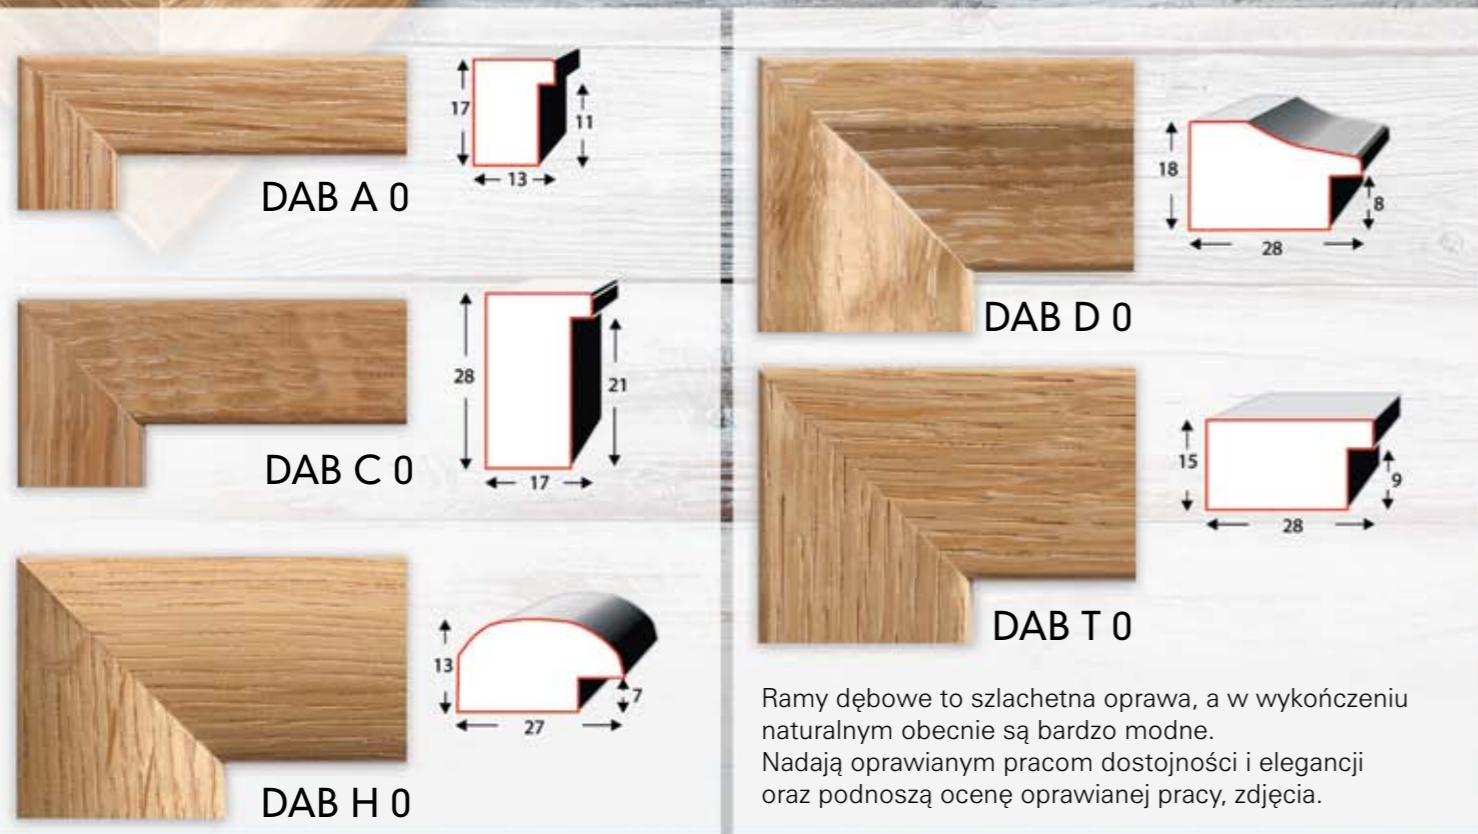 17
11
13
DAB A 0
28
21
17
DAB C 0
13
7
27
DAB H 0
18
8
28
DAB D 0
15
9
28
DAB T 0
Ramy dębowe to szlachetna oprawa, a w wykończeniu
naturalnym obecnie są bardzo modne.
Nadają oprawianym pracom dostojności i elegancji
oraz podnoszą ocenę oprawianej pracy, zdjęcia.